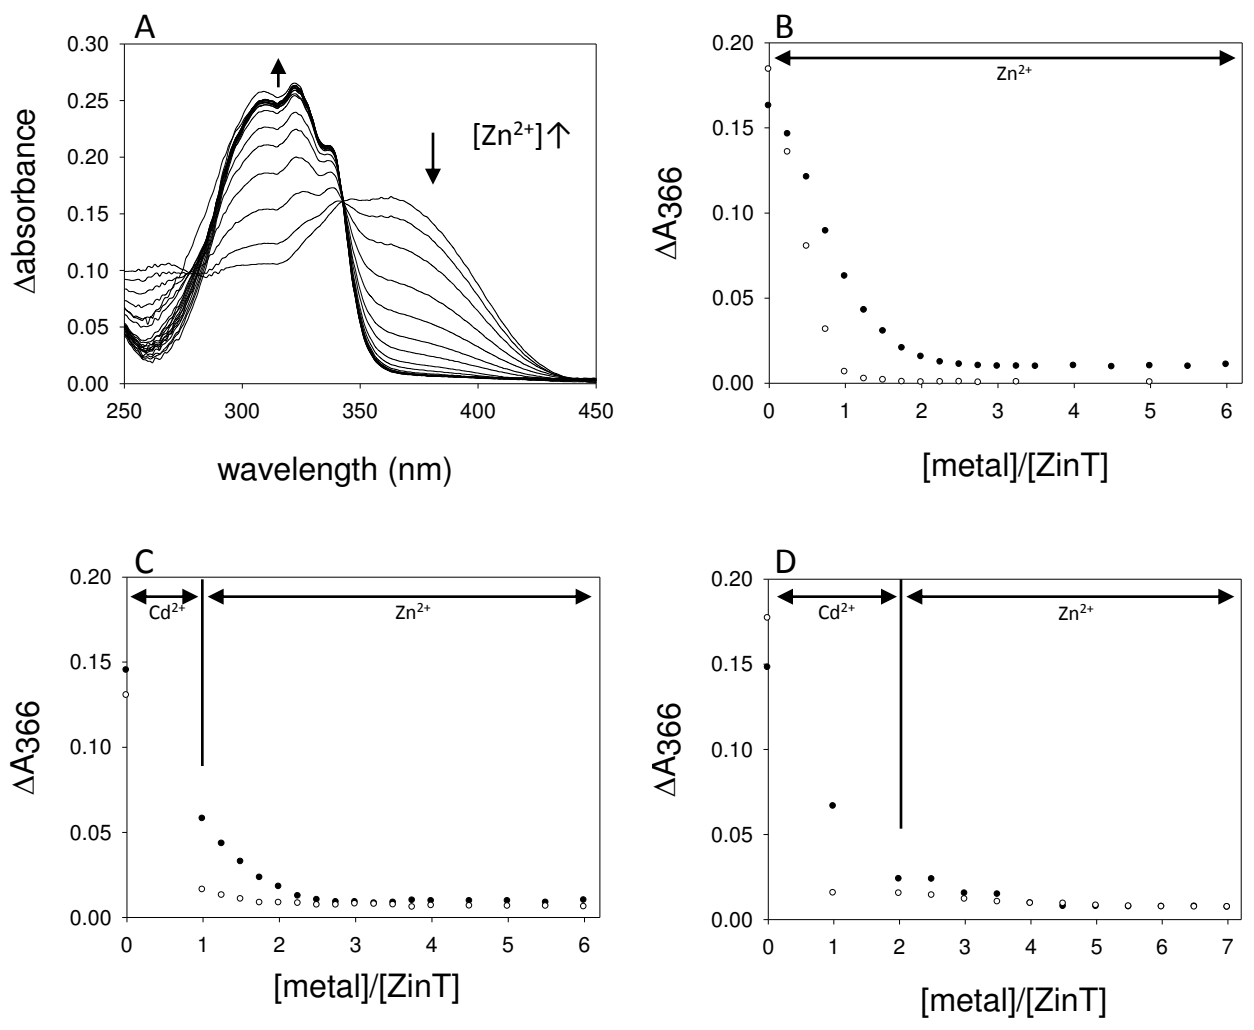 A
0.30
0.25
0.20
0.15
0.10
0.05
0.00
Δabsorbance
[Zn²⁺]↑
250 300 350 400 450
wavelength (nm)
B
0.20
0.15
0.10
0.05
0.00
ΔA366
Zn²⁺
0 1 2 3 4 5 6
[metal]/[ZinT]
C
0.20
0.15
0.10
0.05
0.00
ΔA366
Cd²⁺ Zn²⁺
0 1 2 3 4 5 6
[metal]/[ZinT]
D
0.20
0.15
0.10
0.05
0.00
ΔA366
Cd²⁺ Zn²⁺
0 1 2 3 4 5 6 7
[metal]/[ZinT]